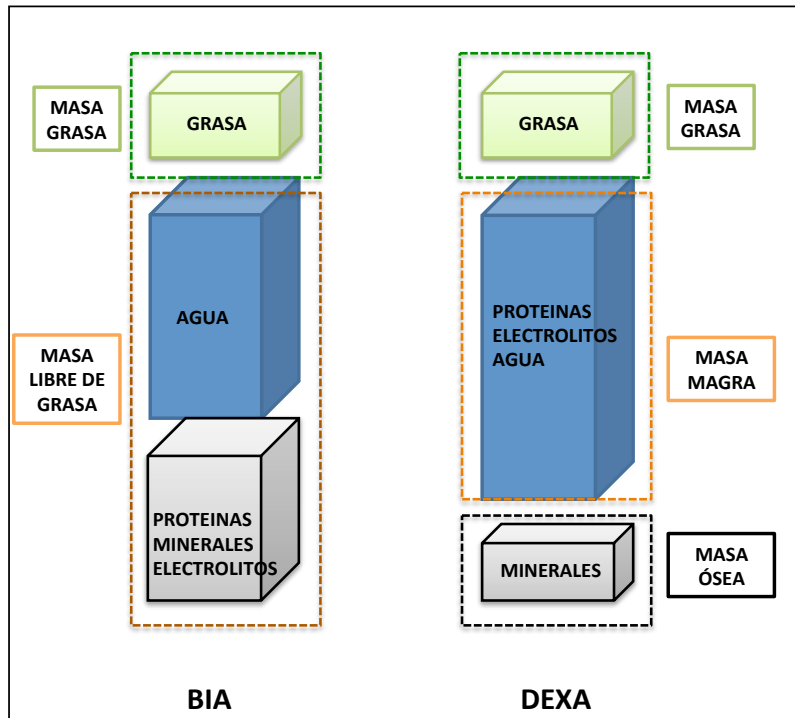 MASA
GRASA
GRASA
AGUA
MASA
LIBRE DE
GRASA
PROTEINAS
MINERALES
ELECTROLITOS
BIA
GRASA
MASA
GRASA
PROTEINAS
ELECTROLITOS
AGUA
MASA
MAGRA
MINERALES
MASA
ÓSEA
DEXA